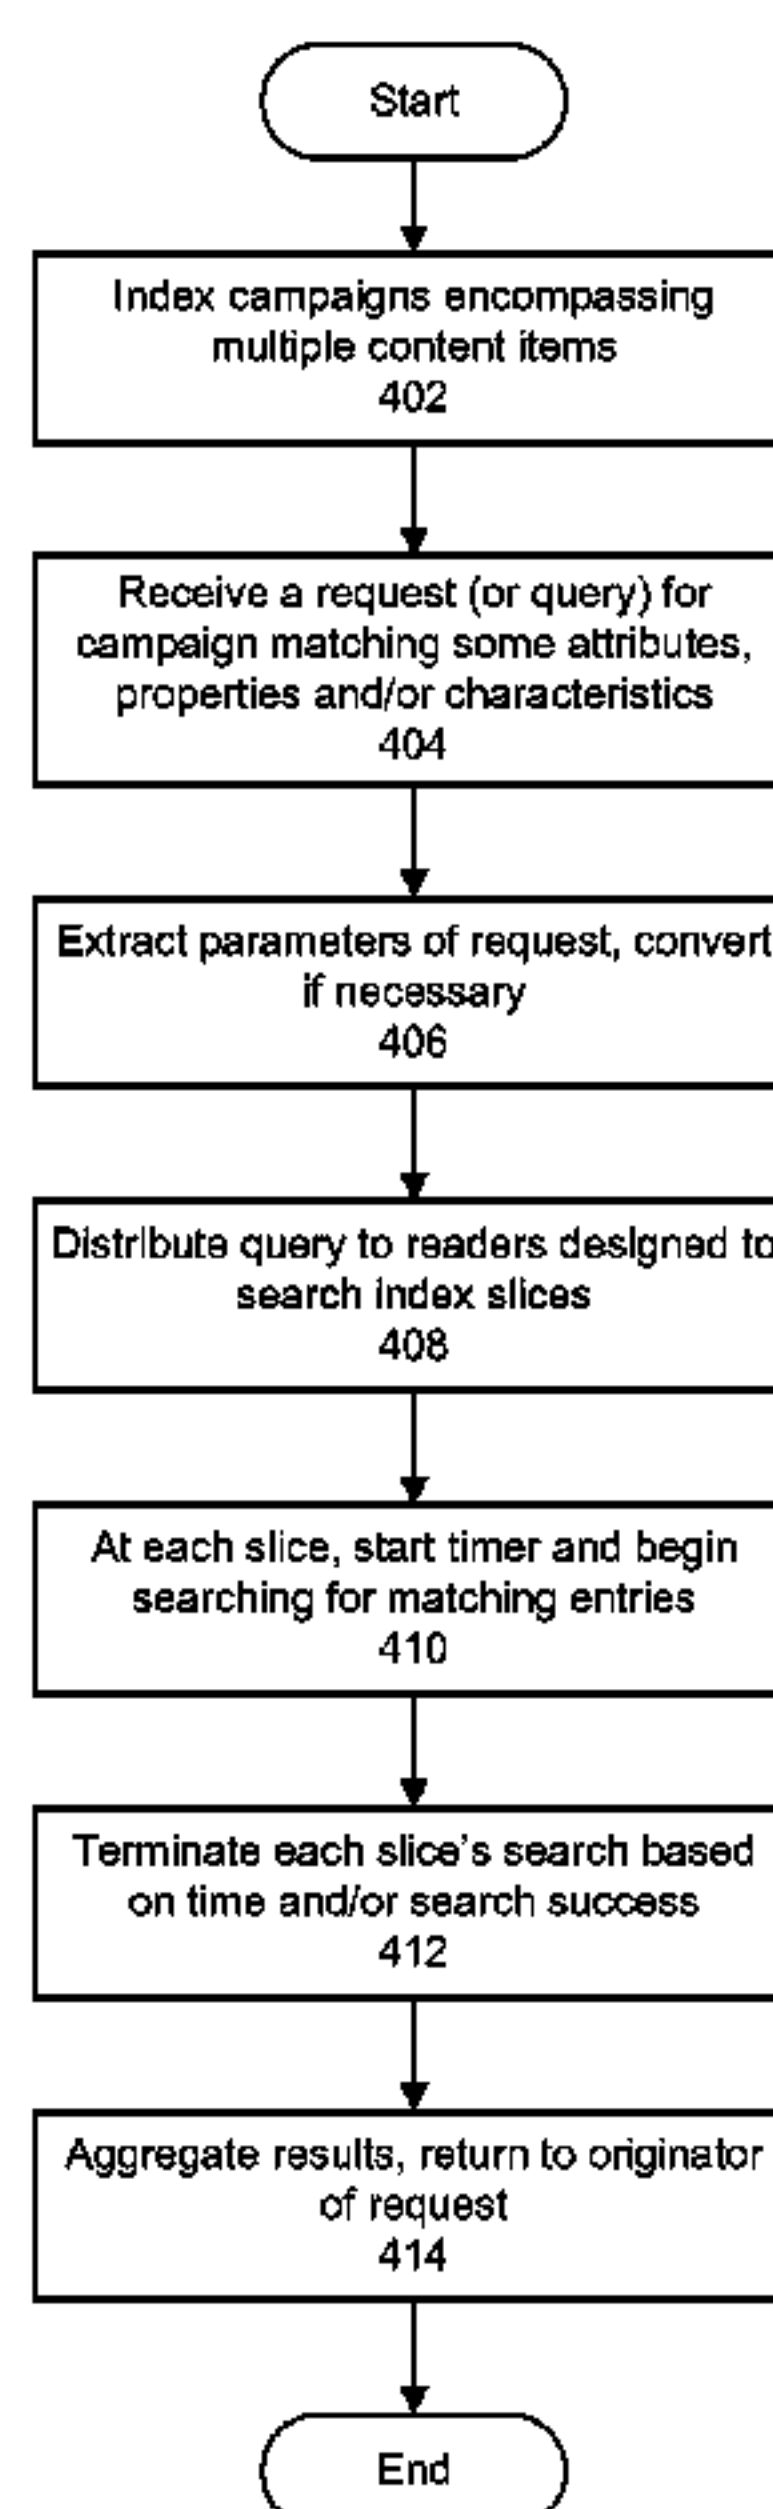 Start
Index campaigns encompassing
multiple content items
402
Receive a request (or query) for
campaign matching some attributes,
properties and/or characteristics
404
Extract parameters of request, convert
if necessary
406
Distribute query to readers designed to
search index slices
408
At each slice, start timer and begin
searching for matching entries
410
Terminate each slice's search based
on time and/or search success
412
Aggregate results, return to originator
of request
414
End